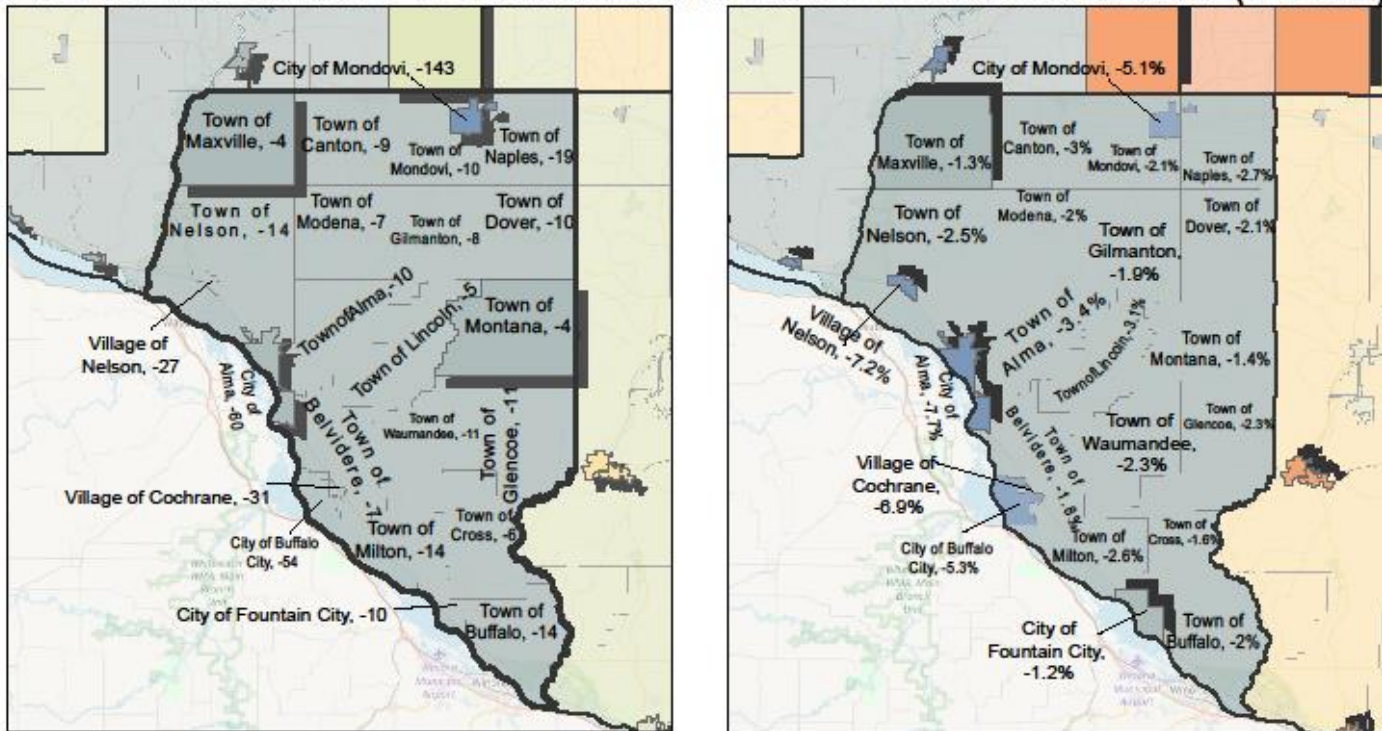 City of Mondovi, -143
Town of
Maxville, -4
Town of
Canton, -9
Town of
Mondovi, -10
Town of
Naples, -19
Town of
Nelson, -14
Town of
Modena, -7
Town of
Gilmanton, -8
Town of
Dover, -10
Town of Alma, -10
Town of Lincoln, -5
Town of
Montana, -4
Village of
Nelson, -27
City of
Alma, -60
Town of
Belvidere, -7
Town of
Waumandee, -11
Town of
Glencoe, -11
Village of Cochrane, -31
City of Buffalo
City, -54
Town of
Milton, -14
Town of
Cross, -6
City of Fountain City, -10
Town of
Buffalo, -14
City of Mondovi, -5.1%
Town of
Maxville, -1.3%
Town of
Canton, -3%
Town of
Mondovi, -2.1%
Town of
Naples, -2.7%
Town of
Nelson, -2.5%
Town of
Modena, -2%
Town of
Gilmanton,
-1.9%
Town of
Dover, -2.1%
Village of
Nelson, -7.2%
Town of
Alma, -3.4%
Town of Lincoln, -3.1%
Town of
Montana, -1.4%
City of
Alma, -7.7%
Town of
Belvidere, -1.8%
Town of
Waumandee,
-2.3%
Town of
Glencoe, -2.3%
Village of
Cochrane,
-6.9%
City of Buffalo
City, -5.3%
Town of
Milton, -2.6%
Town of
Cross, -1.6%
City of
Fountain City,
-1.2%
Town of
Buffalo, -2%